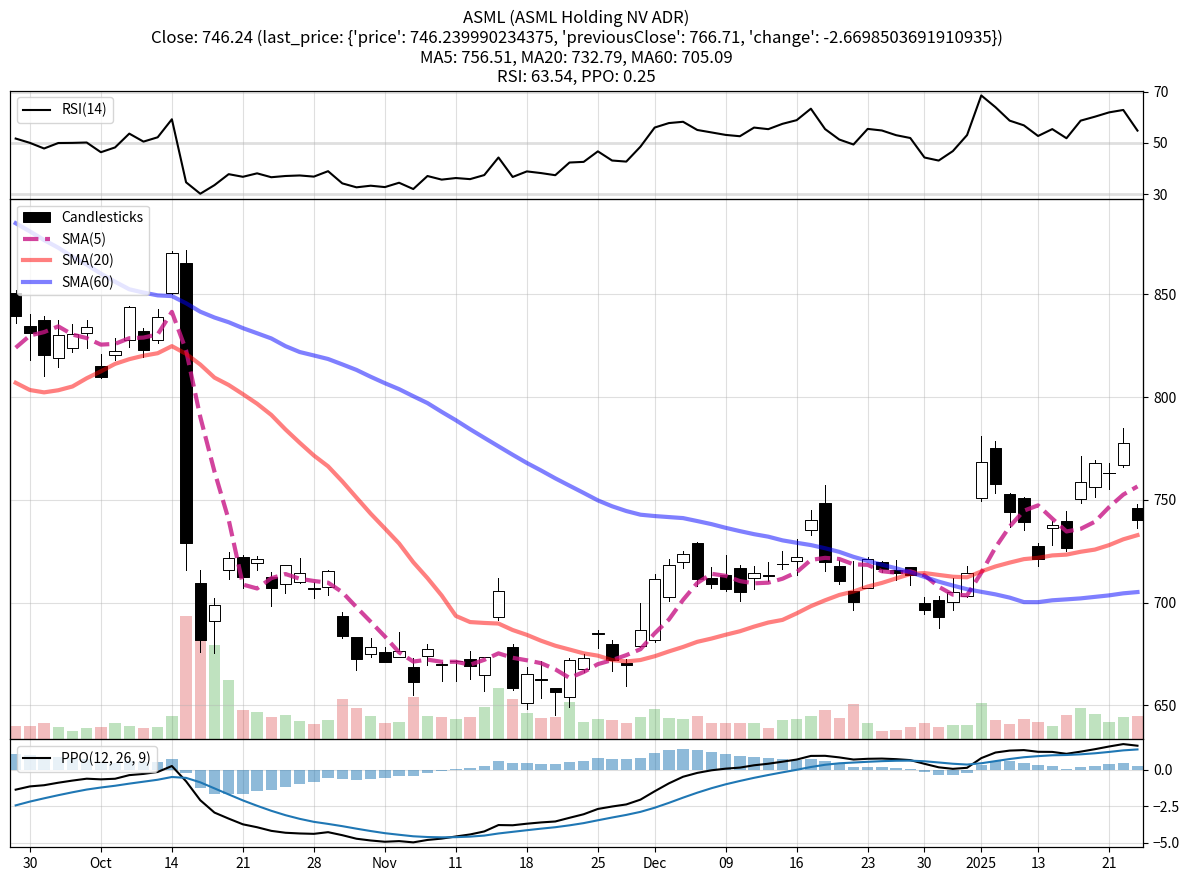 ASML (ASML Holding NV ADR)
Close: 746.24 (last_price: {'price': 746.239990234375, 'previousClose': 766.71, 'change': -2.6698503691910935})
MA5: 756.51, MA20: 732.79, MA60: 705.09
RSI: 63.54, PPO: 0.25
RSI(14)
70
50
30
Candlesticks
SMA(5)
SMA(20)
SMA(60)
850
800
750
700
650
PPO(12, 26, 9)
0.0
−2.5
−5.0
30 Oct 14 21 28 Nov 11 18 25 Dec 09 16 23 30 2025 13 21